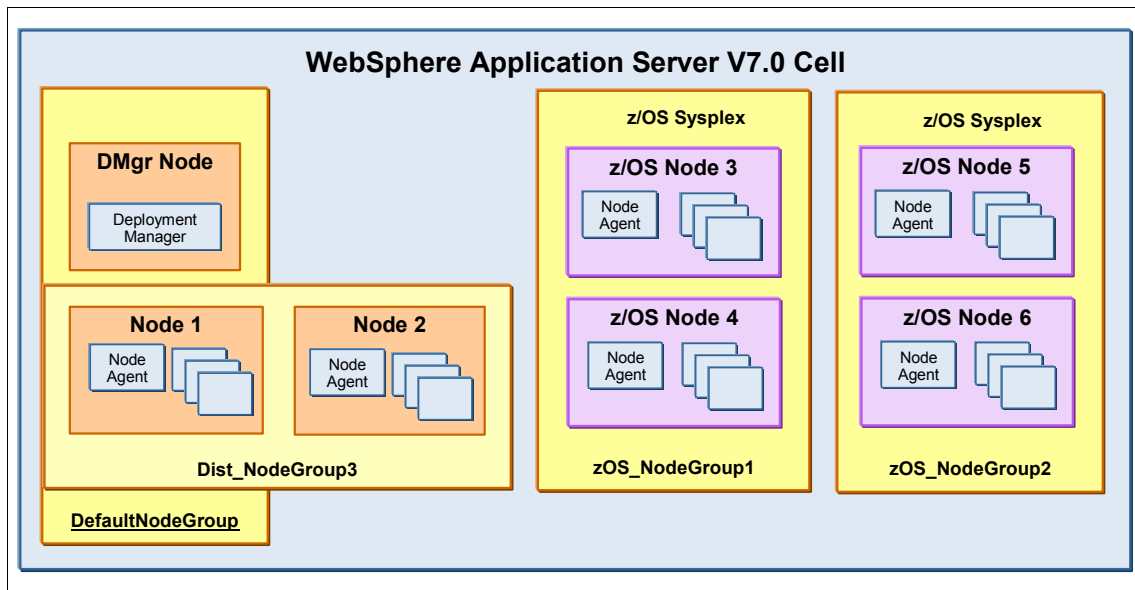 WebSphere Application Server V7.0 Cell
DMgr Node
Deployment
Manager
Node 1
Node
Agent
Node 2
Node
Agent
Dist_NodeGroup3
DefaultNodeGroup
z/OS Sysplex
z/OS Node 3
Node
Agent
z/OS Node 4
Node
Agent
zOS_NodeGroup1
z/OS Sysplex
z/OS Node 5
Node
Agent
z/OS Node 6
Node
Agent
zOS_NodeGroup2